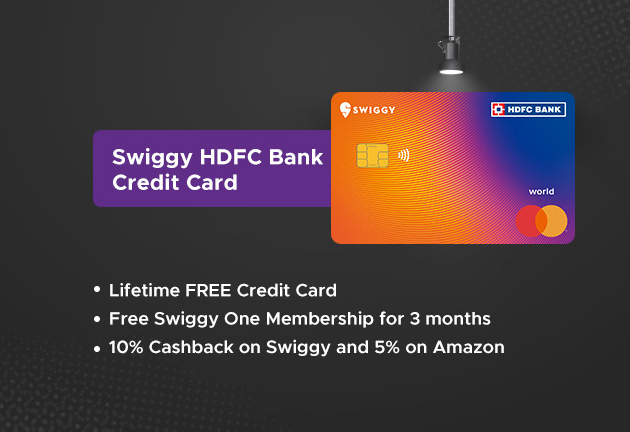 SWIGGY
HDFC BANK
Swiggy HDFC Bank
Credit Card
world
• Lifetime FREE Credit Card
• Free Swiggy One Membership for 3 months
• 10% Cashback on Swiggy and 5% on Amazon